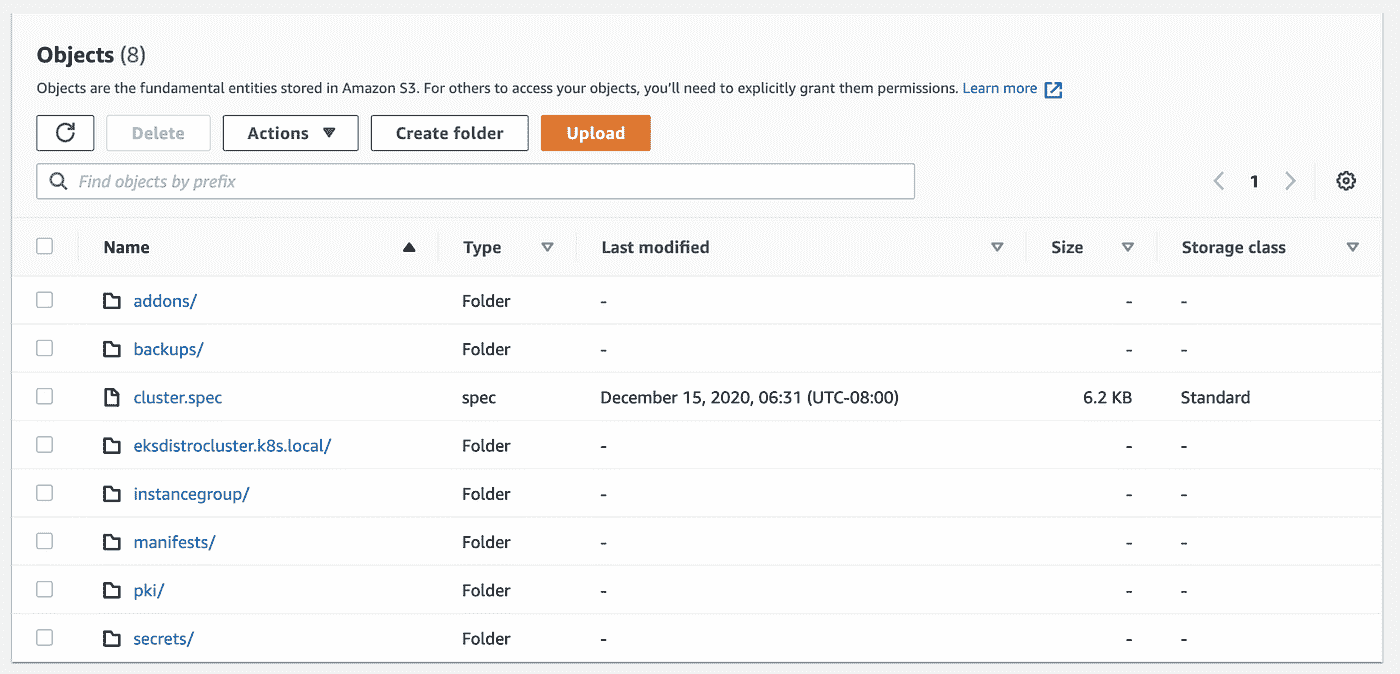 Objects (8)
Objects are the fundamental entities stored in Amazon S3. For others to access your objects, you'll need to explicitly grant them permissions. Learn more
Delete Actions Create folder Upload
Find objects by prefix 1
Name Type Last modified Size Storage class
addons/ Folder - - -
backups/ Folder - - -
cluster.spec spec December 15, 2020, 06:31 (UTC-08:00) 6.2 KB Standard
eksdistrocluster.k8s.local/ Folder - - -
instancegroup/ Folder - - -
manifests/ Folder - - -
pki/ Folder - - -
secrets/ Folder - - -